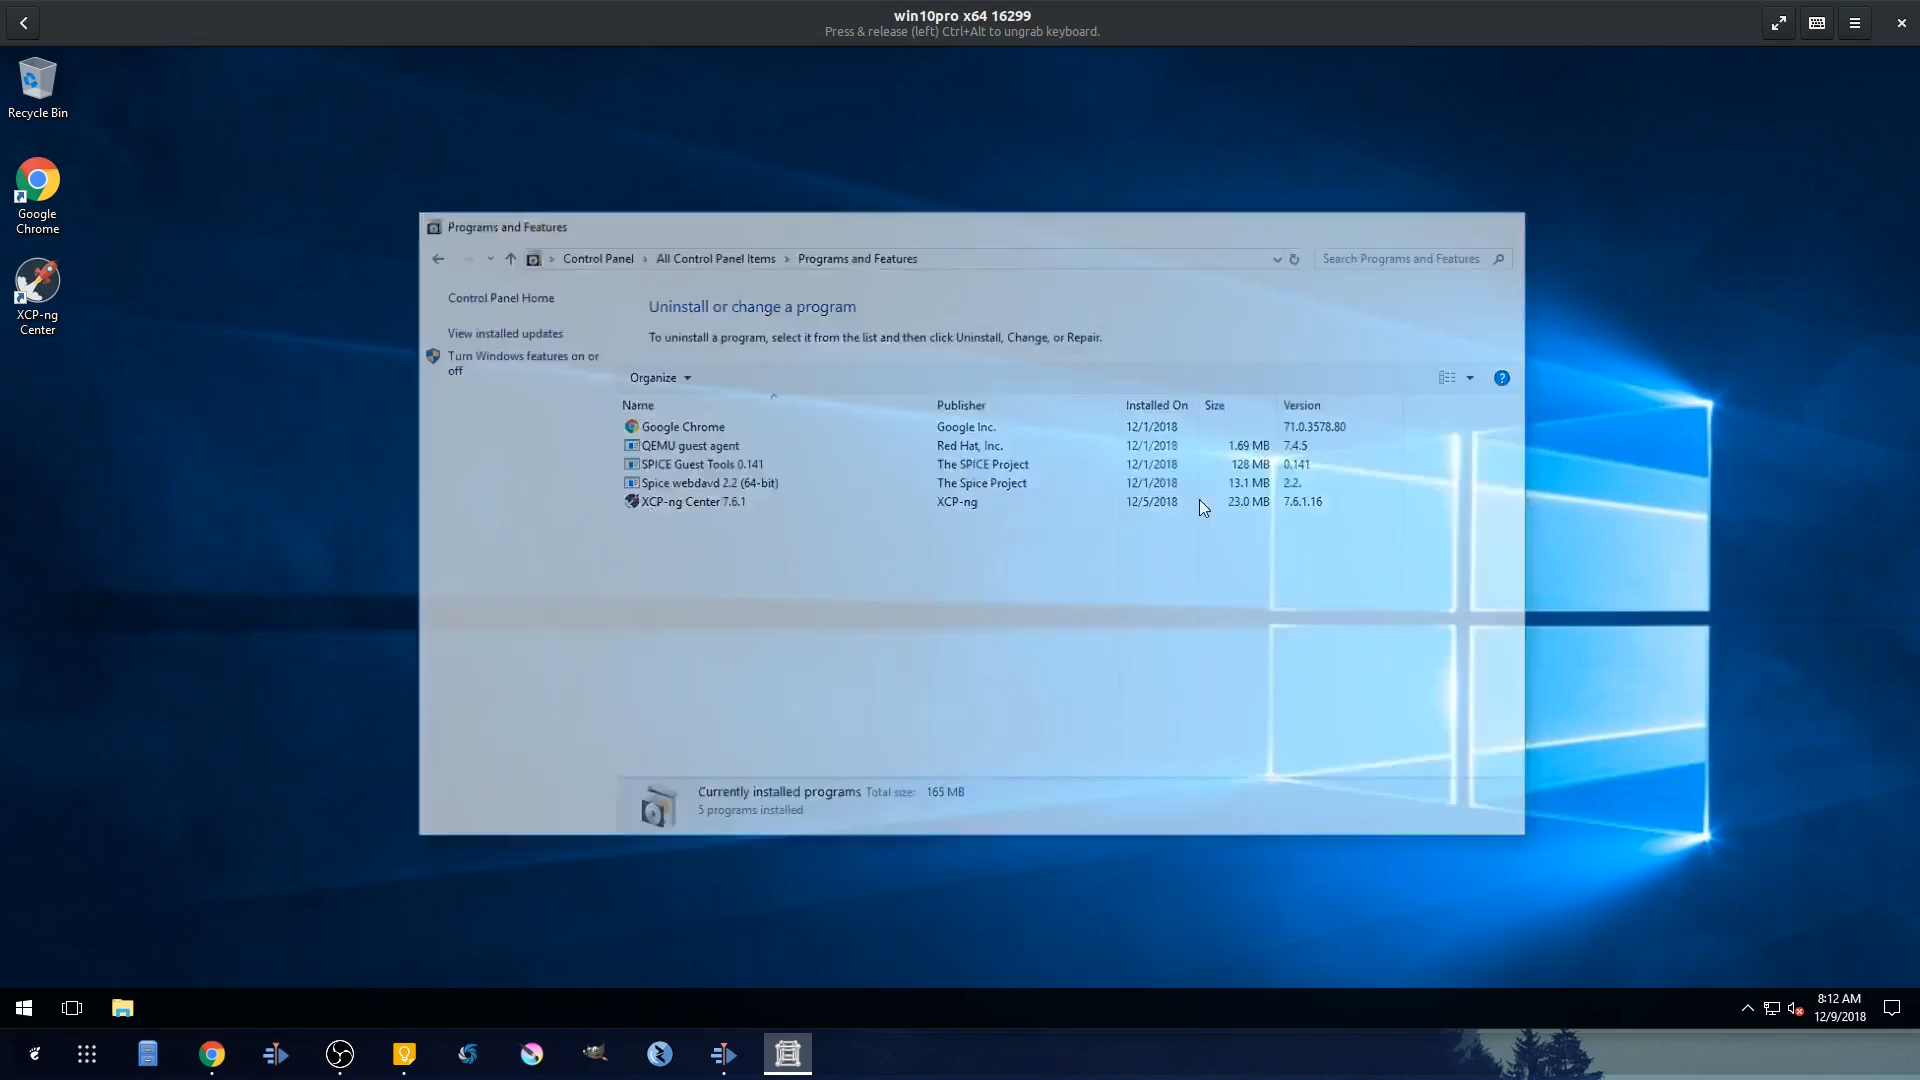 win10pro x64 16299
Press & release (left) Ctrl+Alt to ungrab keyboard.
Recycle Bin
Google
Chrome
XCP-ng
Center
Programs and Features
Control Panel
All Control Panel Items
Programs and Features
Search Programs and Features
Control Panel Home
View installed updates
Turn Windows features on or
off
Uninstall or change a program
To uninstall a program, select it from the list and then click Uninstall, Change, or Repair.
Organize
Name Publisher Installed On Size Version
Google Chrome Google Inc. 12/1/2018 71.0.3578.80
QEMU guest agent Red Hat, Inc. 12/1/2018 1.69 MB 7.4.5
SPICE Guest Tools 0.141 The SPICE Project 12/1/2018 128 MB 0.141
Spice webdavd 2.2 (64-bit) The Spice Project 12/1/2018 13.1 MB 2.2.
XCP-ng Center 7.6.1 XCP-ng 12/5/2018 23.0 MB 7.6.1.16
Currently installed programs Total size: 165 MB
5 programs installed
8:12 AM
12/9/2018